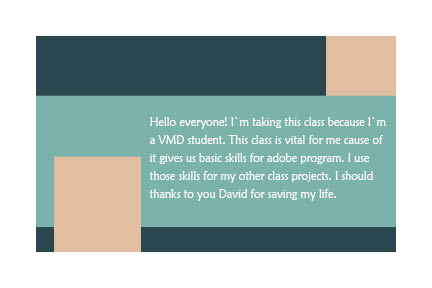 Hello everyone! I`m taking this class because I`m
a VMD student. This class is vital for me cause of
it gives us basic skills for adobe program. I use
those skills for my other class projects. I should
thanks to you David for saving my life.